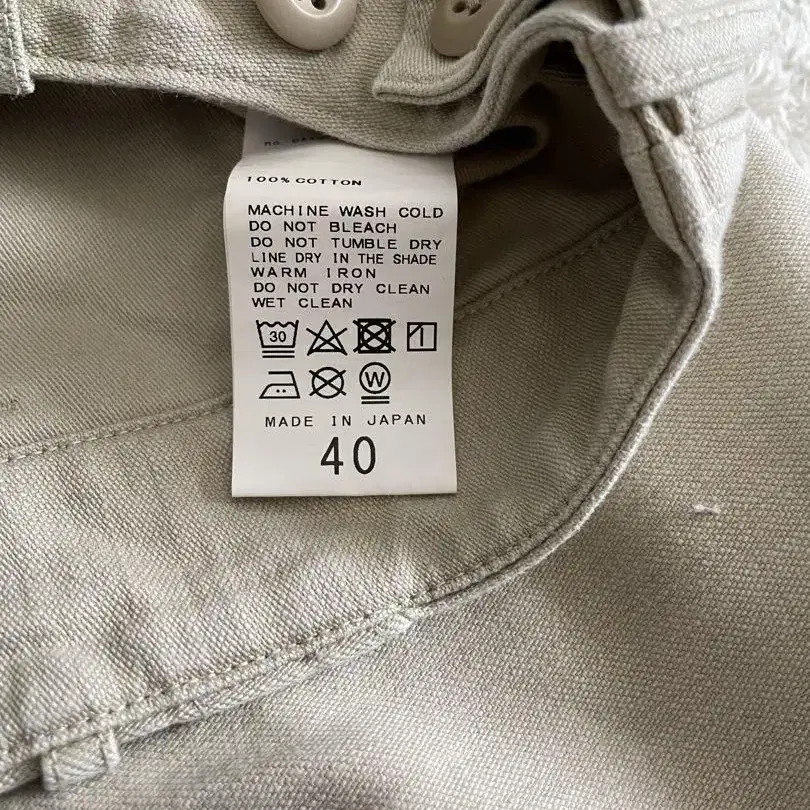 no
100% COTTON
MACHINE WASH COLD
DO NOT BLEACH
DO NOT TUMBLE DRY
LINE DRY IN THE SHADE
WARM IRON
DO NOT DRY CLEAN
WET CLEAN
30
W
MADE IN JAPAN
40